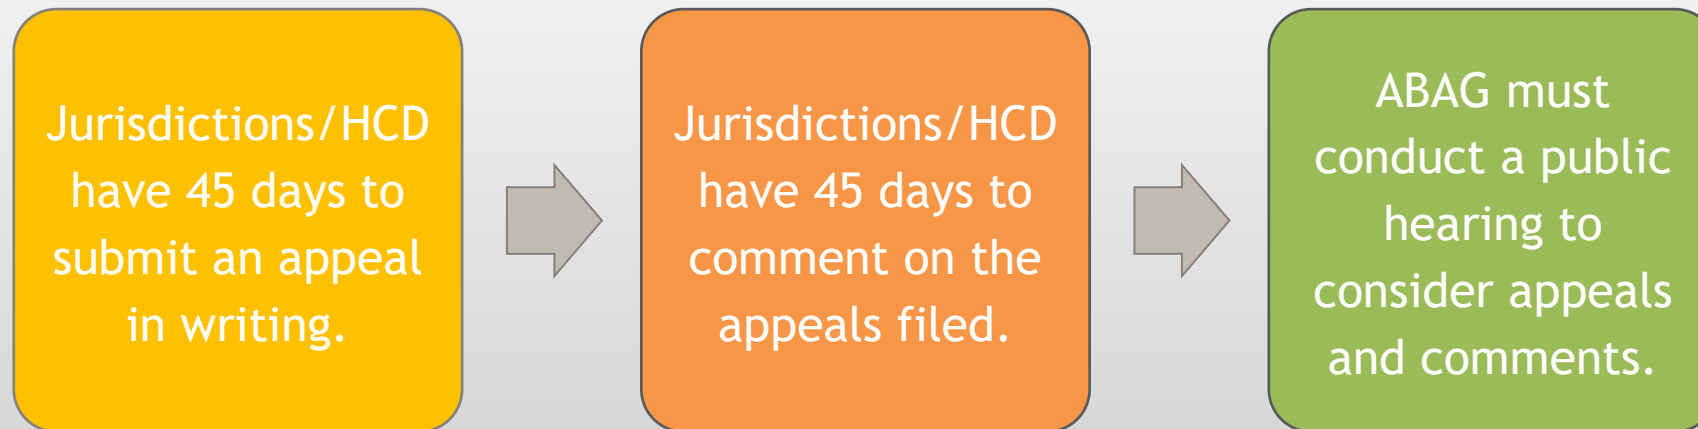 Jurisdictions/HCD
have 45 days to
submit an appeal
in writing.
Jurisdictions/HCD
have 45 days to
comment on the
appeals filed.
ABAG must
conduct a public
hearing to
consider appeals
and comments.